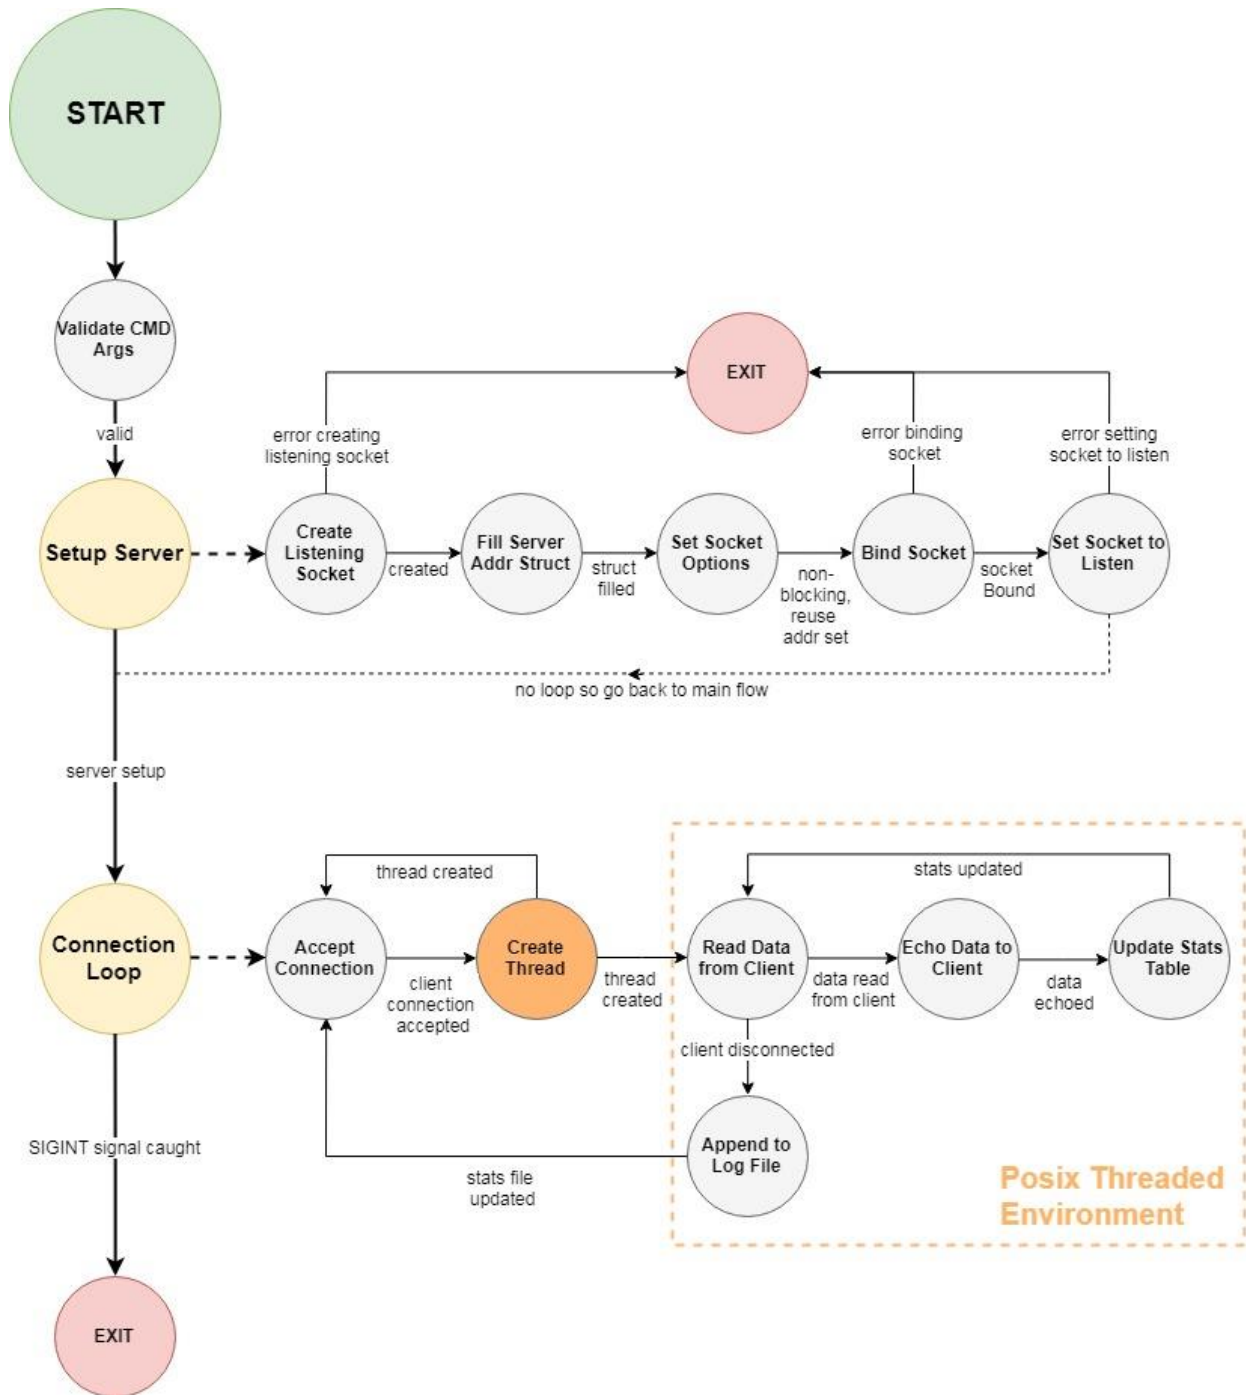 START
Validate CMD
Args
valid
EXIT
error creating
listening socket
error binding
socket
error setting
socket to listen
Setup Server
Create
Listening
Socket
created
Fill Server
Addr Struct
struct
filled
Set Socket
Options
non-
blocking,
reuse
addr set
Bind Socket
socket
Bound
Set Socket to
Listen
no loop so go back to main flow
server setup
thread created
stats updated
Connection
Loop
Accept
Connection
client
connection
accepted
Create
Thread
thread
created
Read Data
from Client
data read
from client
Echo Data to
Client
data
echoed
Update Stats
Table
client disconnected
SIGINT signal caught
Append to
Log File
stats file
updated
Posix Threaded
Environment
EXIT